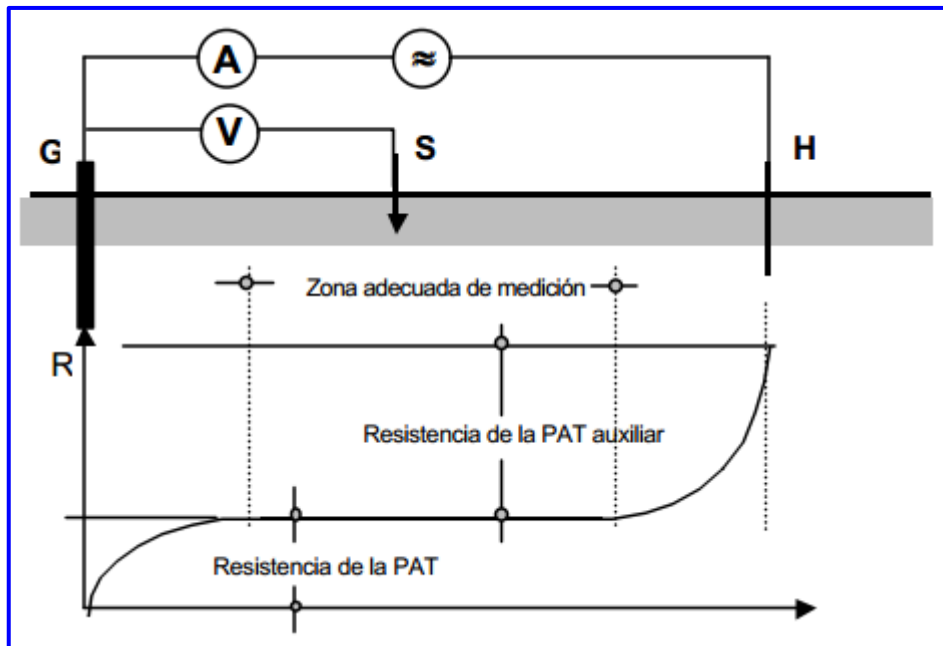 A
≈
V
G
S
H
Zona adecuada de medición
R
Resistencia de la PAT auxiliar
Resistencia de la PAT